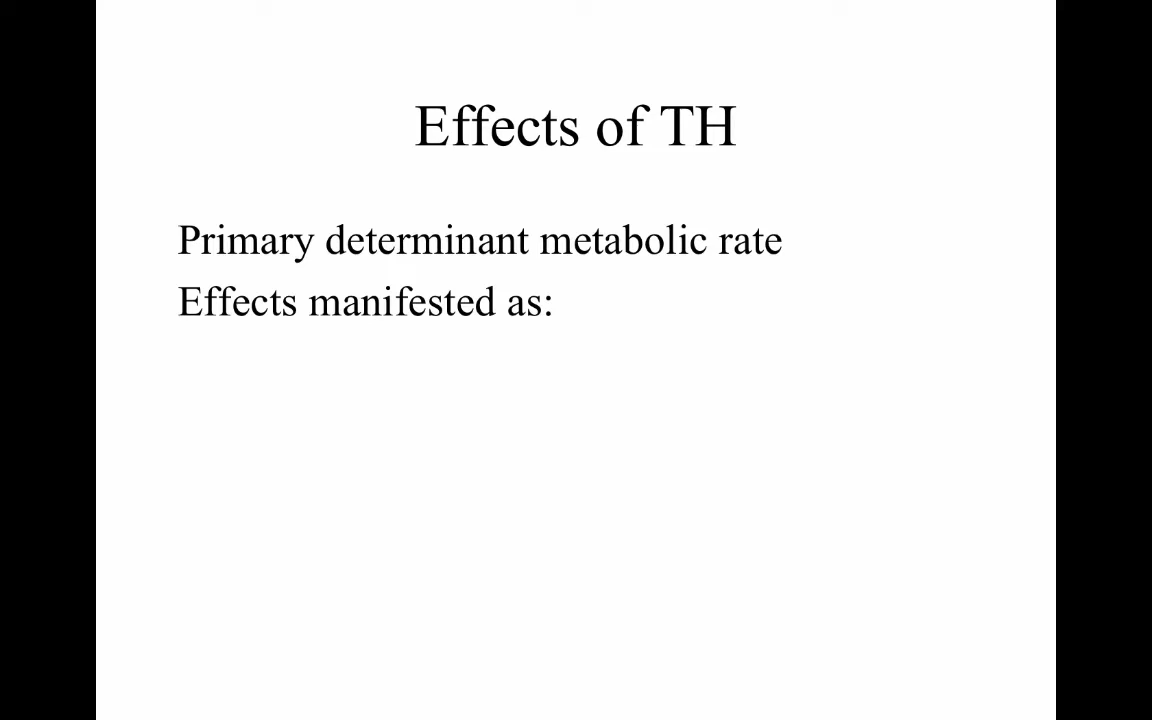 Effects of TH
Primary determinant metabolic rate
Effects manifested as: